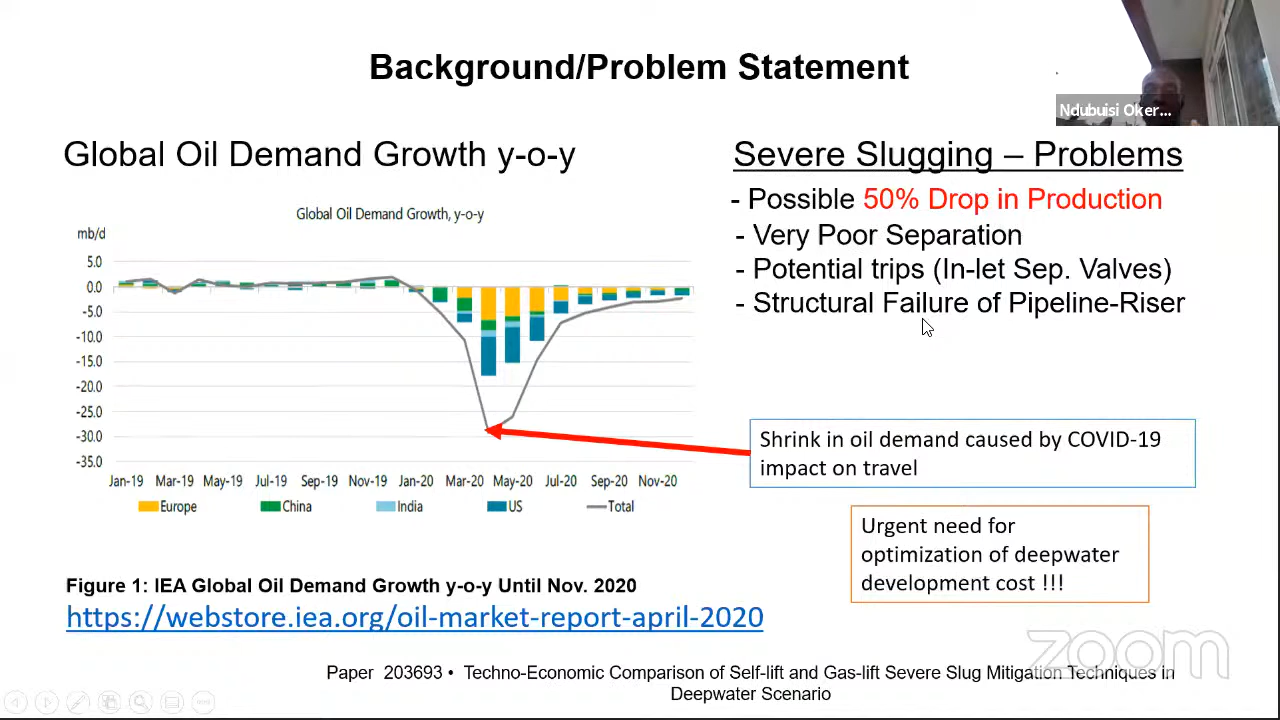 Background/Problem Statement
Ndubuisi Oker...
Global Oil Demand Growth y-o-y
Global Oil Demand Growth, y-o-y
mb/d
5.0
0.0
-5.0
-10.0
-15.0
-20.0
-25.0
-30.0
-35.0
Jan-19 Mar-19 May-19 Jul-19 Sep-19 Nov-19 Jan-20 Mar-20 May-20 Jul-20 Sep-20 Nov-20
Europe China India US Total
Figure 1: IEA Global Oil Demand Growth y-o-y Until Nov. 2020
https://webstore.iea.org/oil-market-report-april-2020
Severe Slugging – Problems
- Possible 50% Drop in Production
- Very Poor Separation
- Potential trips (In-let Sep. Valves)
- Structural Failure of Pipeline-Riser
Shrink in oil demand caused by COVID-19
impact on travel
Urgent need for
optimization of deepwater
development cost !!!
zoom
Paper 203693 • Techno-Economic Comparison of Self-lift and Gas-lift Severe Slug Mitigation Techniques in
Deepwater Scenario